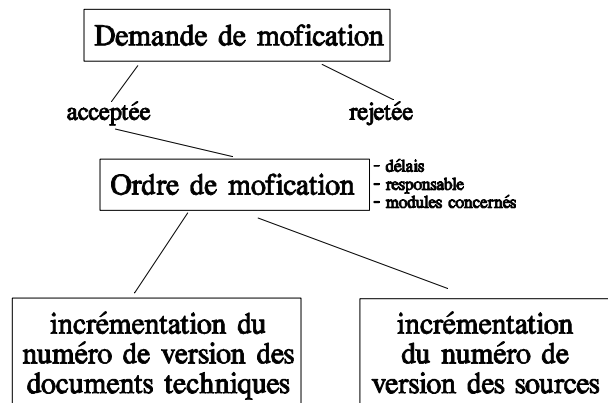 Demande de mofication
acceptée
rejetée
Ordre de mofication
- délais
- responsable
- modules concernés
incrémentation du
numéro de version des
documents techniques
incrémentation
du numéro de
version des sources